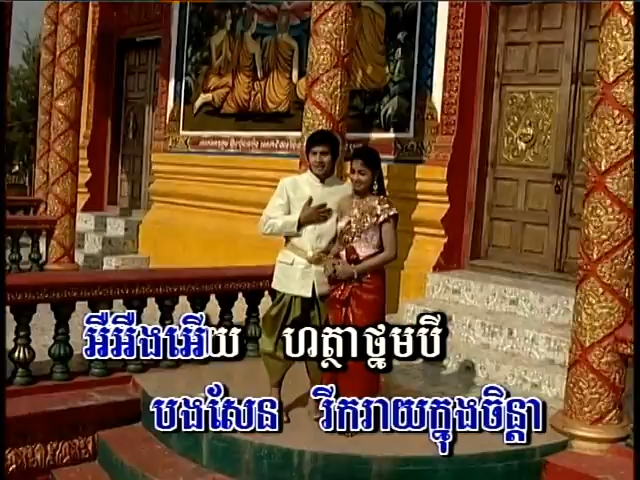 អឺអឺងអើយ ហត្ថាថ្នមបី
បងសែន រីករាយក្នុងចិន្តា